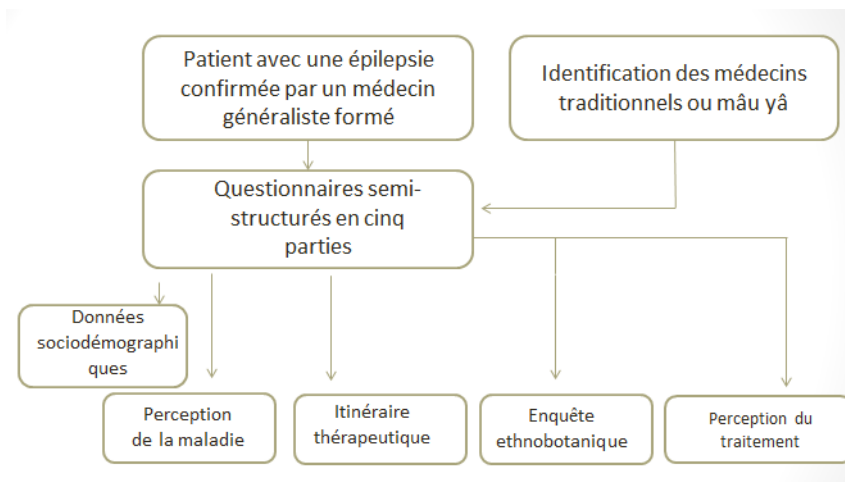 Patient avec une épilepsie
confirmée par un médecin
généraliste formé
Identification des médecins
traditionnels ou mâu yâ
Questionnaires semi-
structurés en cinq
parties
Données
sociodémographi
ques
Perception
de la maladie
Itinéraire
thérapeutique
Enquête
ethnobotanique
Perception du
traitement